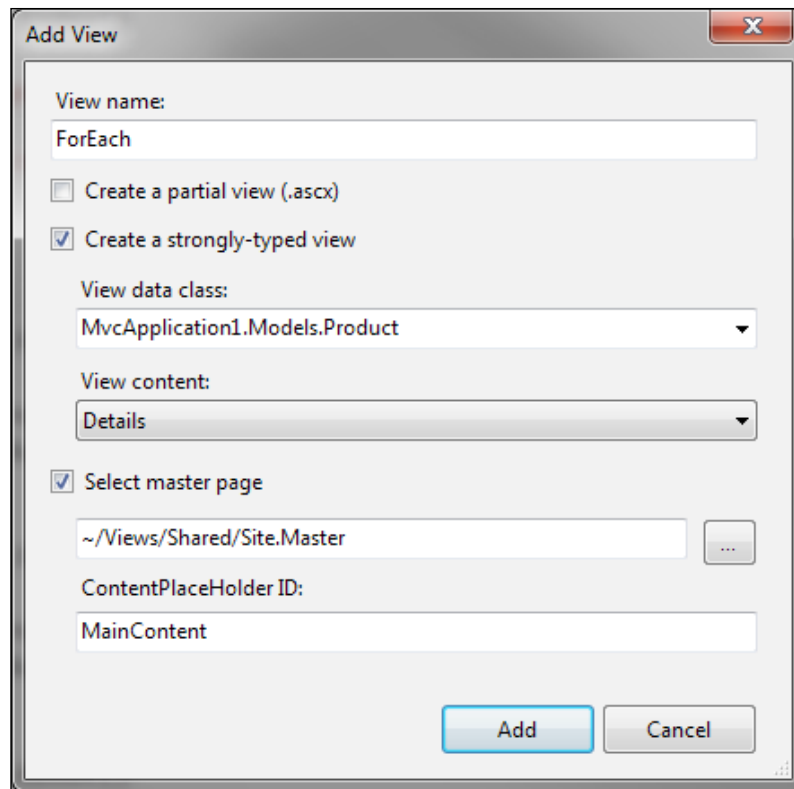 Add View
View name:
ForEach
Create a partial view (.ascx)
Create a strongly-typed view
View data class:
MvcApplication1.Models.Product
View content:
Details
Select master page
~/Views/Shared/Site.Master
...
ContentPlaceHolder ID:
MainContent
Add Cancel